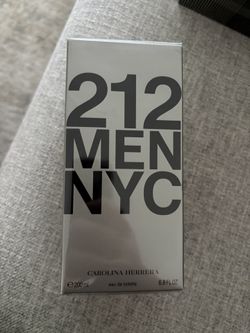 212
MEN
NYC
CAROLINA HERRERA
℮ 200 mL eau de toilette 6.8 FL.OZ